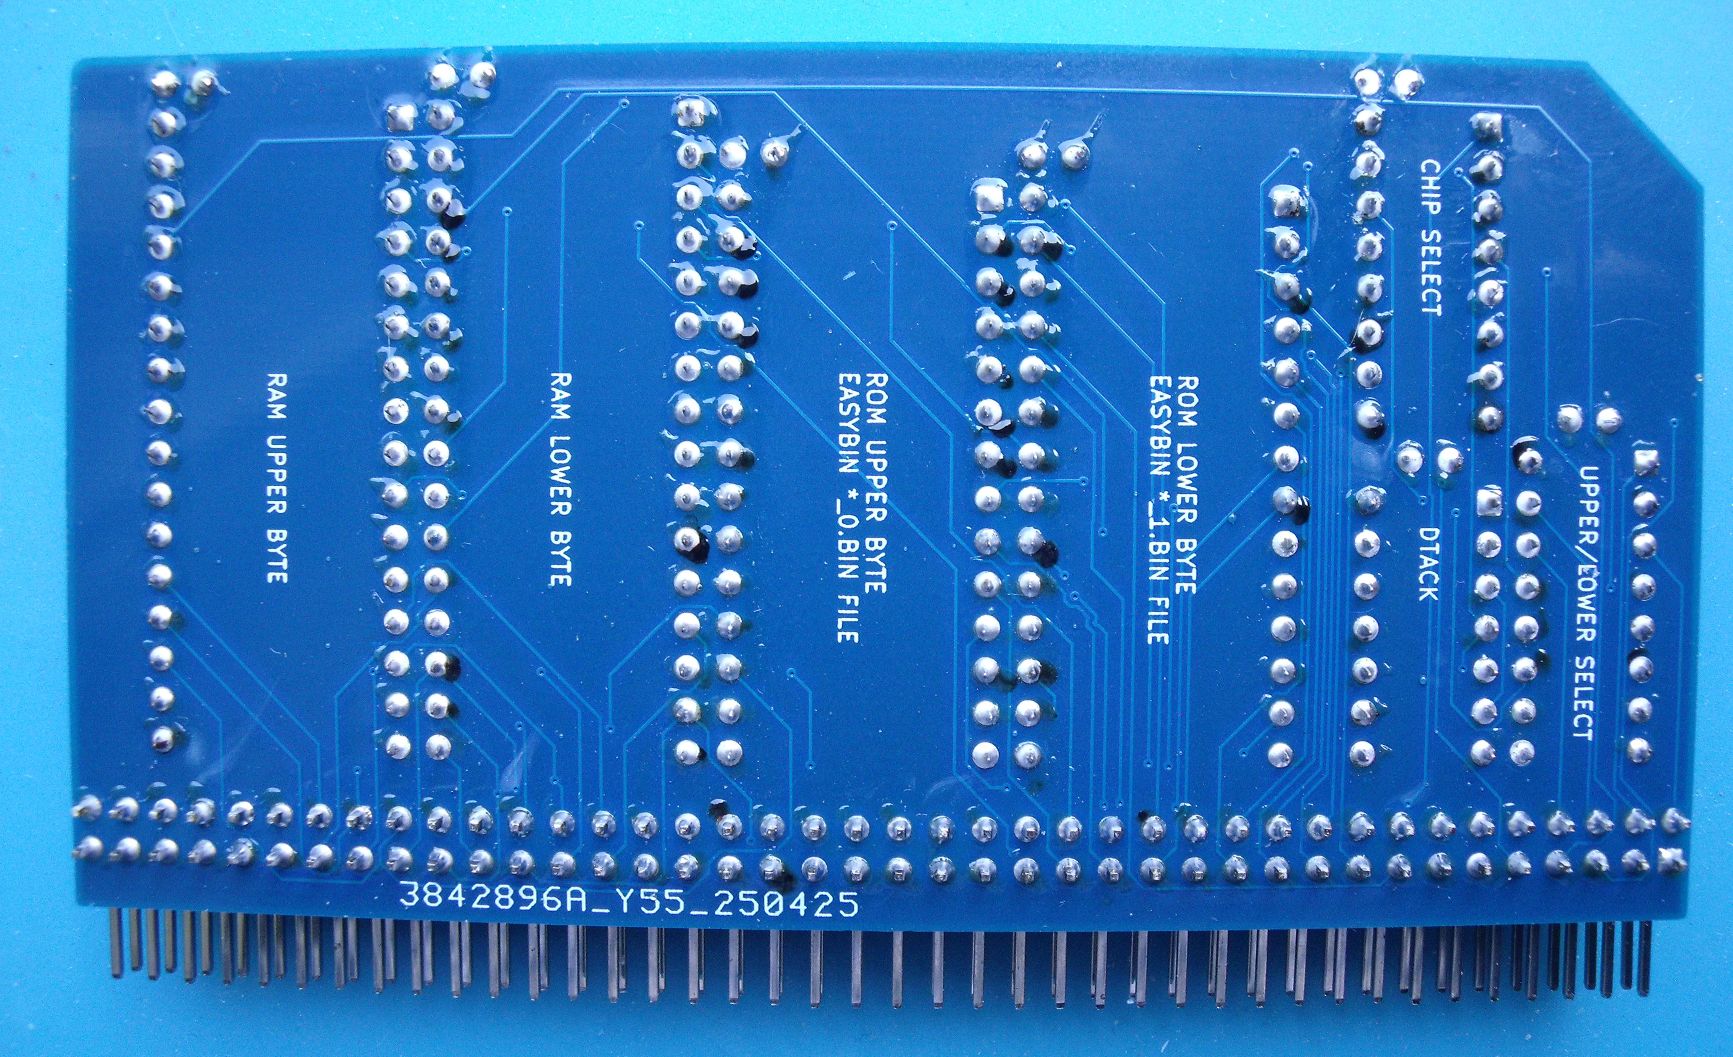 RAM UPPER BYTE
RAM LOWER BYTE
ROM UPPER BYTE
EASYBIN *_0.BIN FILE
ROM LOWER BYTE
EASYBIN *_1.BIN FILE
CHIP SELECT
DTACK
UPPER/LOWER SELECT
3842896A_Y55_250425